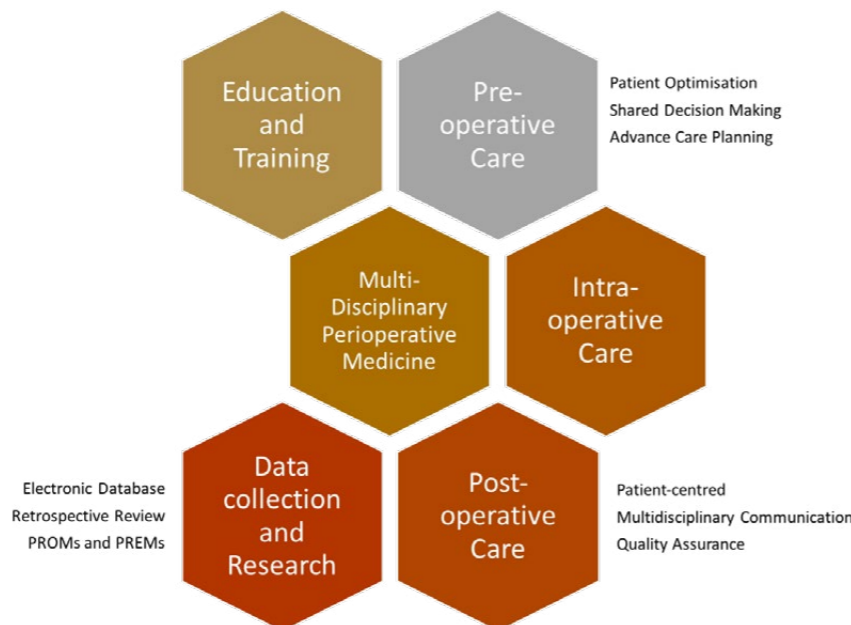 Education
and
Training
Pre-
operative
Care
Patient Optimisation
Shared Decision Making
Advance Care Planning
Multi-
Disciplinary
Perioperative
Medicine
Intra-
operative
Care
Electronic Database
Retrospective Review
PROMs and PREMs
Data
collection
and
Research
Post-
operative
Care
Patient-centred
Multidisciplinary Communication
Quality Assurance